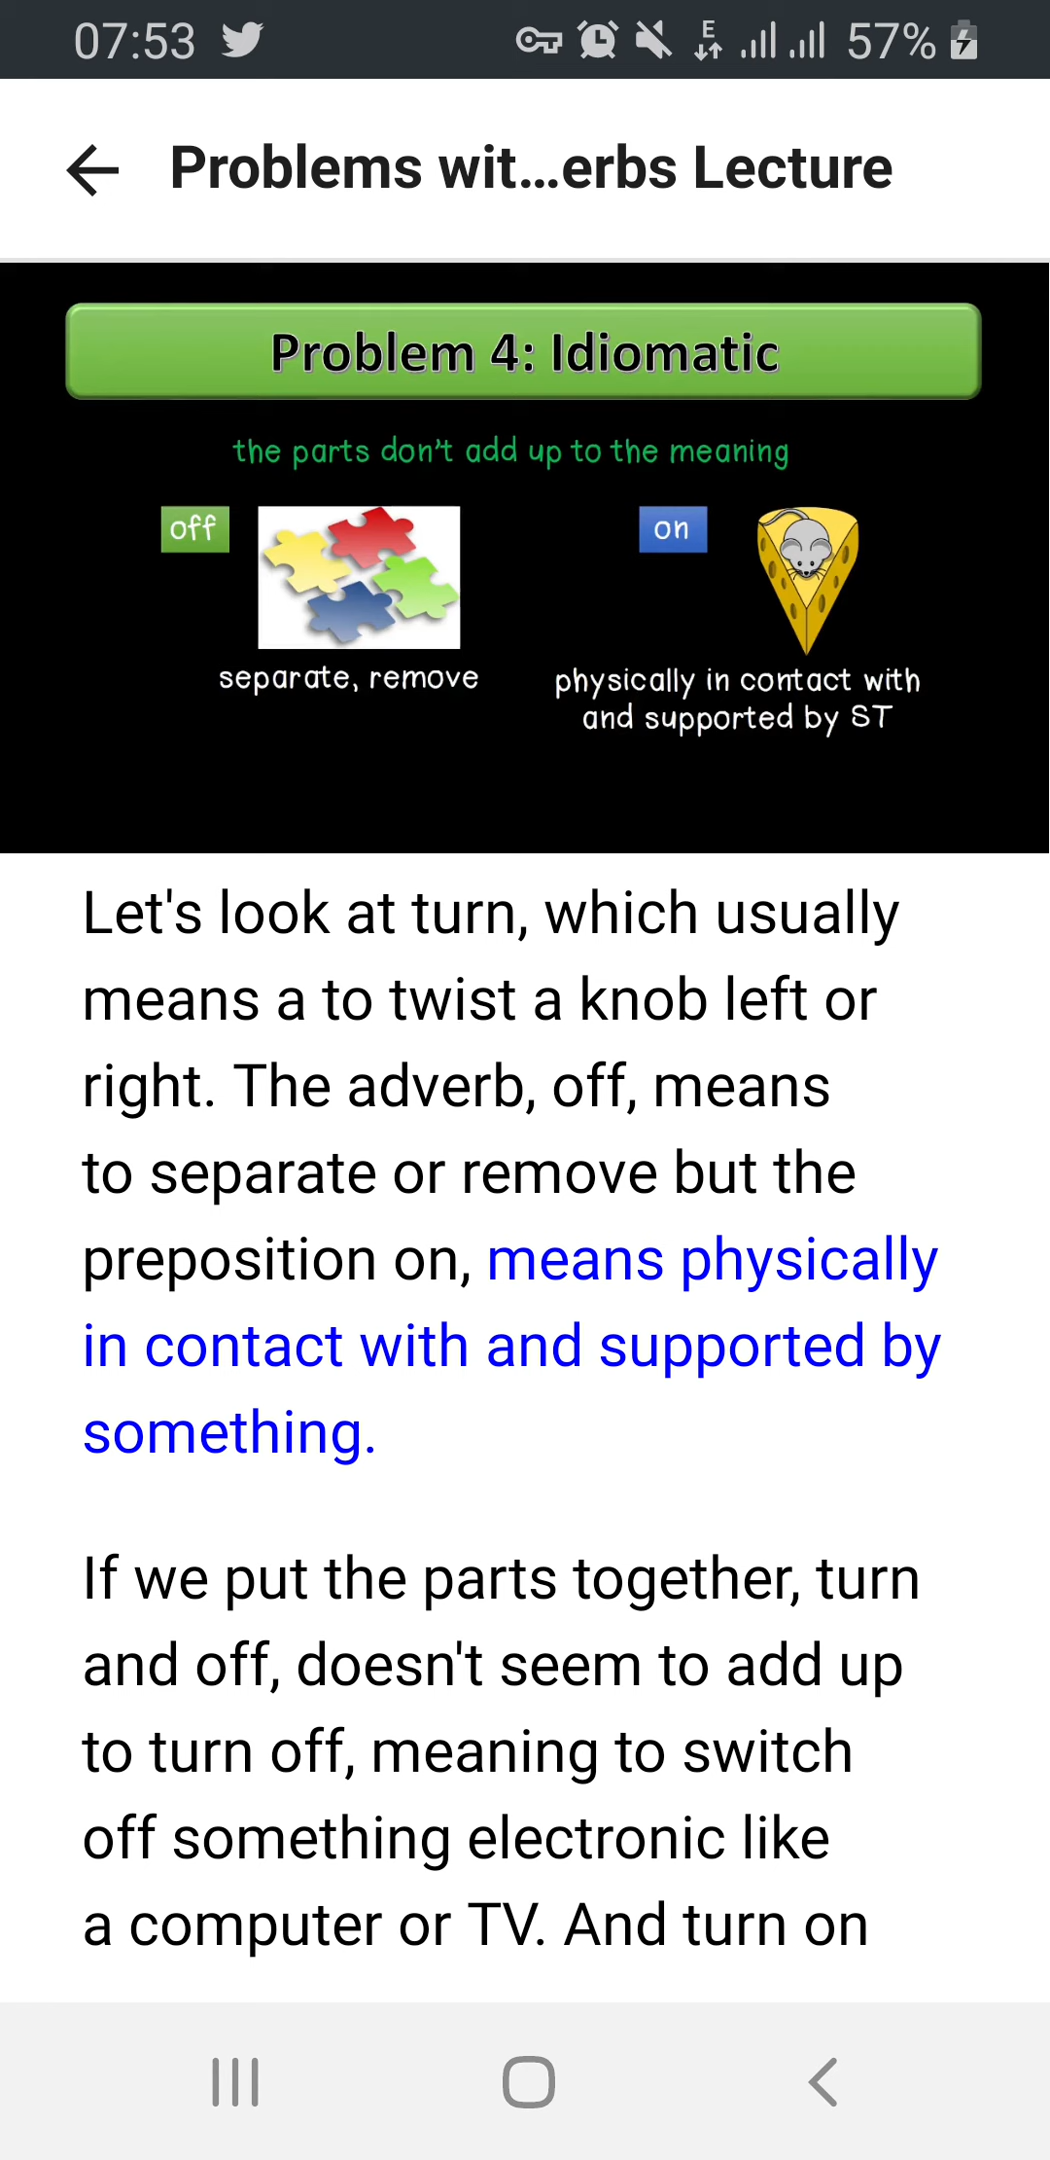 07:53 E 57%
Problems wit...erbs Lecture
Problem 4: Idiomatic
the parts don't add up to the meaning
off
on
separate, remove
physically in contact with
and supported by ST
Let's look at turn, which usually
means a to twist a knob left or
right. The adverb, off, means
to separate or remove but the
preposition on, means physically
in contact with and supported by
something.
If we put the parts together, turn
and off, doesn't seem to add up
to turn off, meaning to switch
off something electronic like
a computer or TV. And turn on